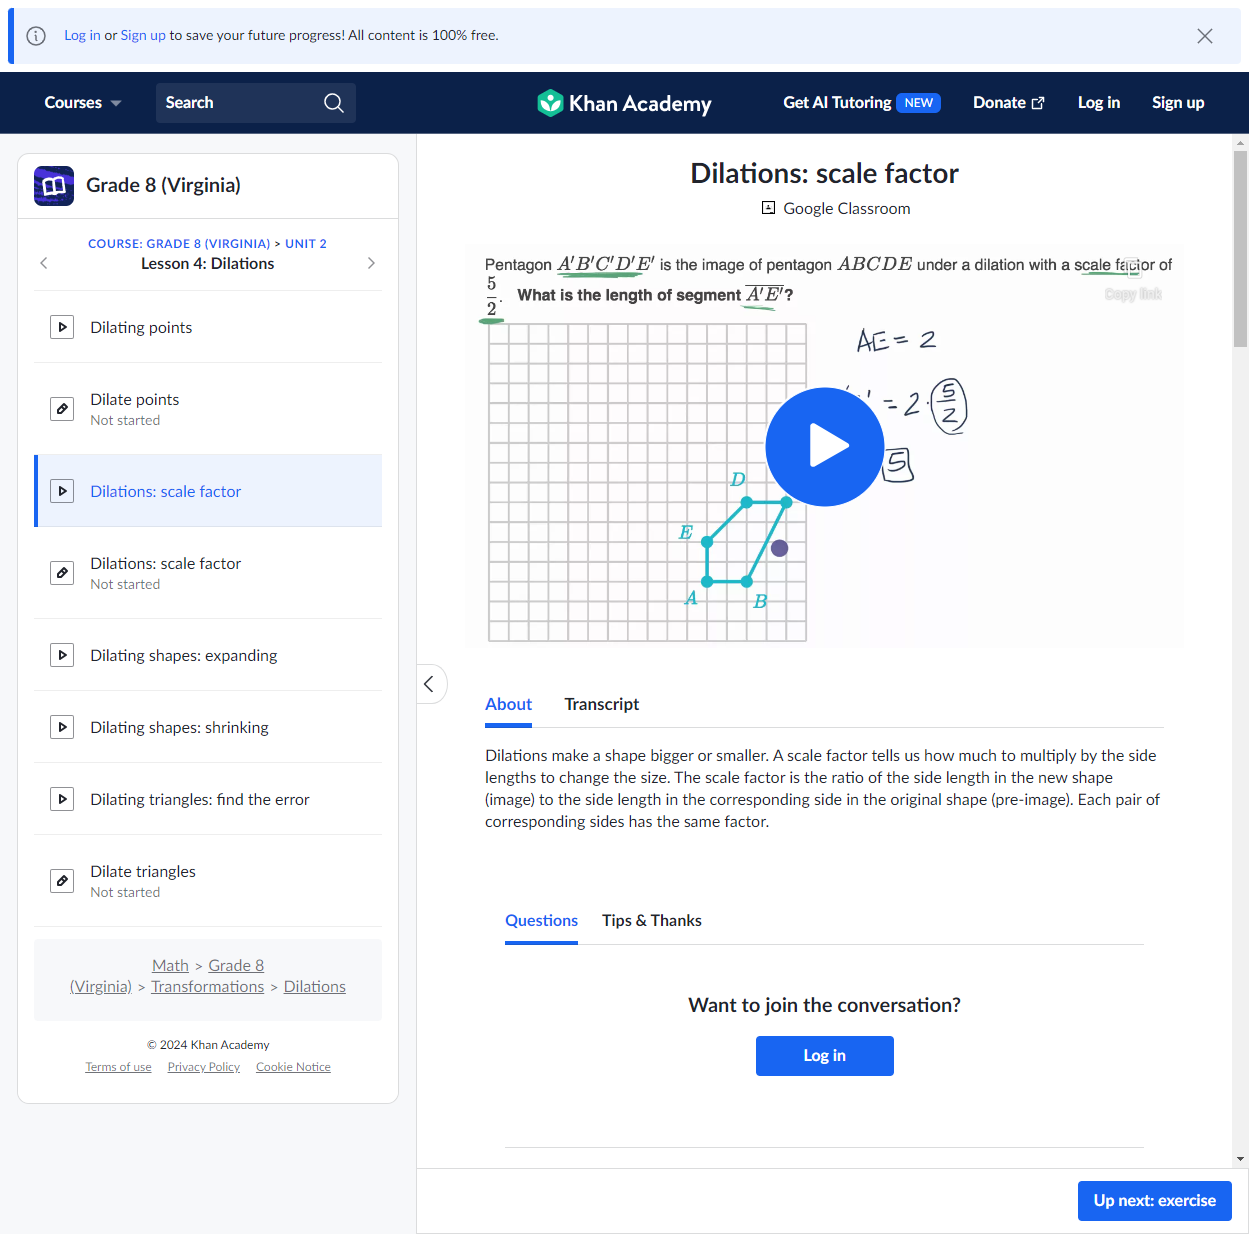 Log in or Sign up to save your future progress! All content is 100% free.
Courses
Search
Khan Academy
Get AI Tutoring NEW
Donate
Log in
Sign up
Grade 8 (Virginia)
COURSE: GRADE 8 (VIRGINIA) > UNIT 2
Lesson 4: Dilations
Dilating points
Dilate points
Not started
Dilations: scale factor
Dilations: scale factor
Not started
Dilating shapes: expanding
Dilating shapes: shrinking
Dilating triangles: find the error
Dilate triangles
Not started
Math > Grade 8
(Virginia) > Transformations > Dilations
© 2024 Khan Academy
Terms of use Privacy Policy Cookie Notice
Dilations: scale factor
Google Classroom
Pentagon A'B'C'D'E' is the image of pentagon ABCDE under a dilation with a scale factor of
5/2. What is the length of segment A'E'?
Copy link
AE = 2
= 2 · 5/2
5
D
E
A
B
About
Transcript
Dilations make a shape bigger or smaller. A scale factor tells us how much to multiply by the side
lengths to change the size. The scale factor is the ratio of the side length in the new shape
(image) to the side length in the corresponding side in the original shape (pre-image). Each pair of
corresponding sides has the same factor.
Questions
Tips & Thanks
Want to join the conversation?
Log in
Up next: exercise